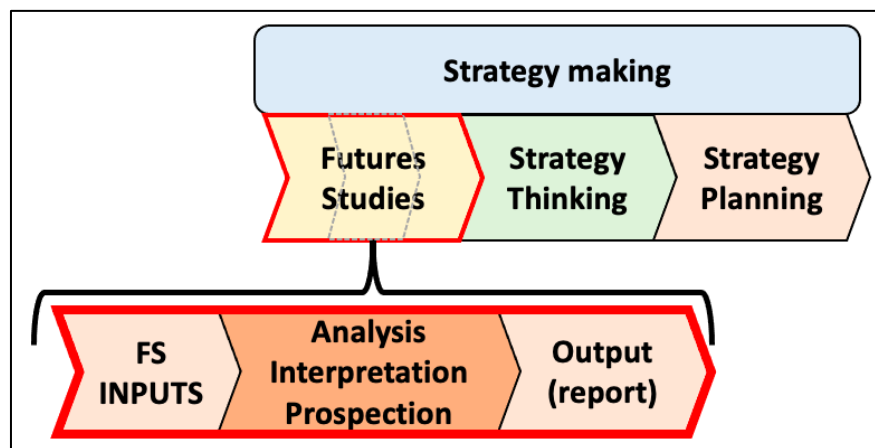 Strategy making
Futures
Studies
Strategy
Thinking
Strategy
Planning
FS
INPUTS
Analysis
Interpretation
Prospection
Output
(report)